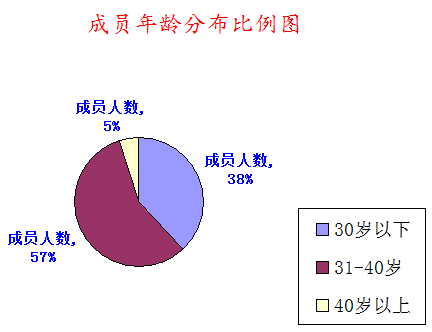 成员年龄分布比例图
成员人数,
5%
成员人数,
38%
成员人数,
57%
30岁以下
31-40岁
40岁以上